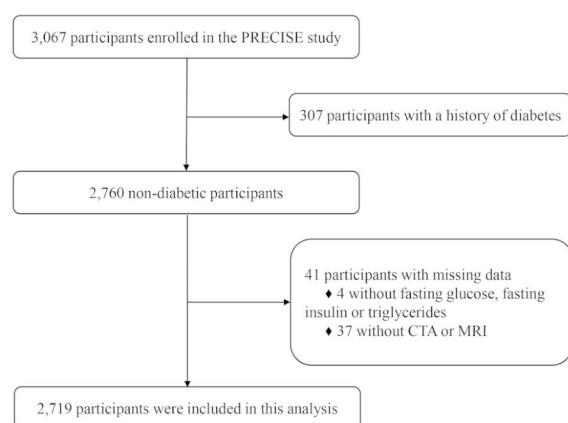 3,067 participants enrolled in the PRECISE study
307 participants with a history of diabetes
2,760 non-diabetic participants
41 participants with missing data
♦ 4 without fasting glucose, fasting
insulin or triglycerides
♦ 37 without CTA or MRI
2,719 participants were included in this analysis